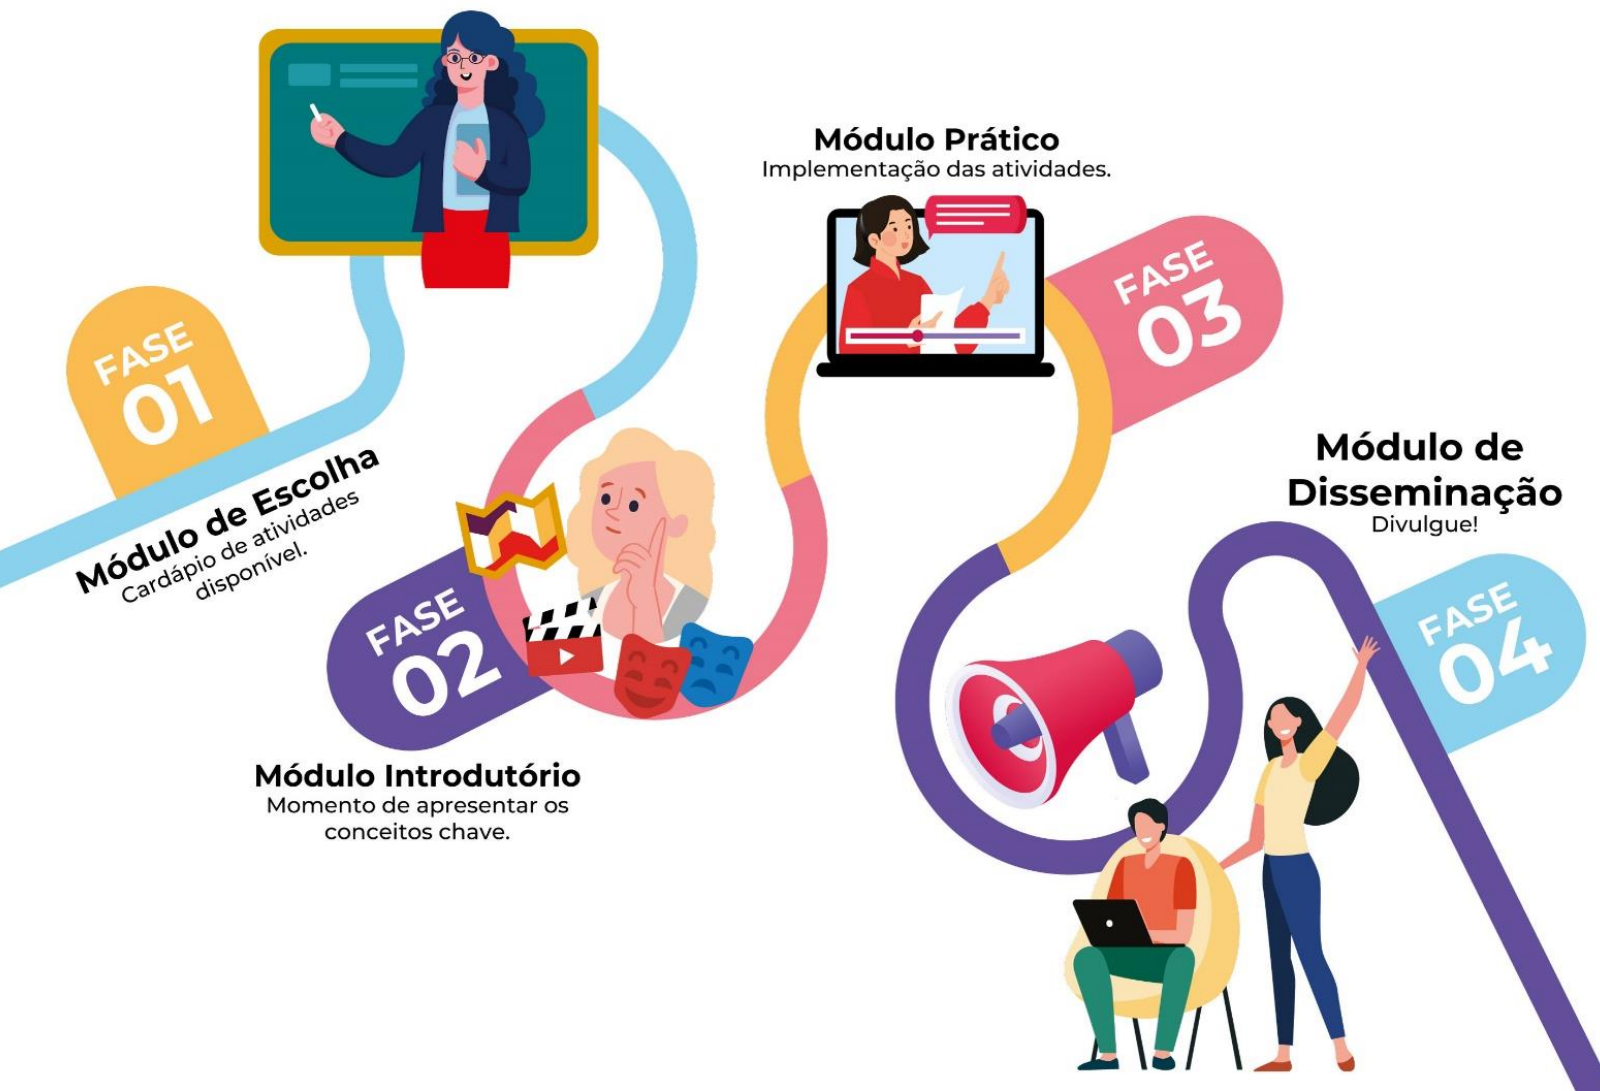 FASE
01
Módulo de Escolha
Cardápio de atividades
disponível.
FASE
02
Módulo Introdutório
Momento de apresentar os
conceitos chave.
Módulo Prático
Implementação das atividades.
FASE
03
Módulo de
Disseminação
Divulgue!
FASE
04